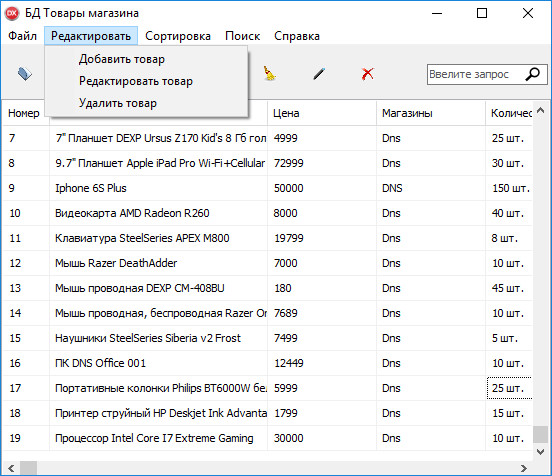 DX БД Товары магазина
Файл Редактировать Сортировка Поиск Справка
Добавить товар
Редактировать товар
Удалить товар
Введите запрос
Номер Цена Магазины Количес
7 7" Планшет DEXP Ursus Z170 Kid's 8 Гб гол 4999 Dns 25 шт.
8 9.7" Планшет Apple iPad Pro Wi-Fi+Cellular 72999 Dns 30 шт.
9 Iphone 6S Plus 50000 DNS 150 шт.
10 Видеокарта AMD Radeon R260 8000 Dns 40 шт.
11 Клавиатура SteelSeries APEX M800 19799 Dns 8 шт.
12 Мышь Razer DeathAdder 7000 Dns 10 шт.
13 Мышь проводная DEXP CM-408BU 180 Dns 45 шт.
14 Мышь проводная, беспроводная Razer Or 7689 Dns 10 шт.
15 Наушники SteelSeries Siberia v2 Frost 7499 Dns 5 шт.
16 ПК DNS Office 001 12449 Dns 10 шт.
17 Портативные колонки Philips BT6000W бе 5999 Dns 25 шт.
18 Принтер струйный HP Deskjet Ink Advanta 1799 Dns 15 шт.
19 Процессор Intel Core I7 Extreme Gaming 30000 Dns 10 шт.